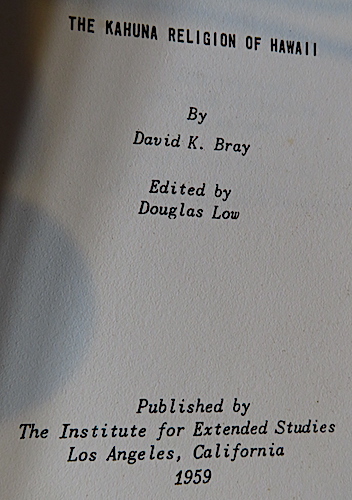 THE KAHUNA RELIGION OF HAWAII
By
David K. Bray
Edited by
Douglas Low
Published by
The Institute for Extended Studies
Los Angeles, California
1959